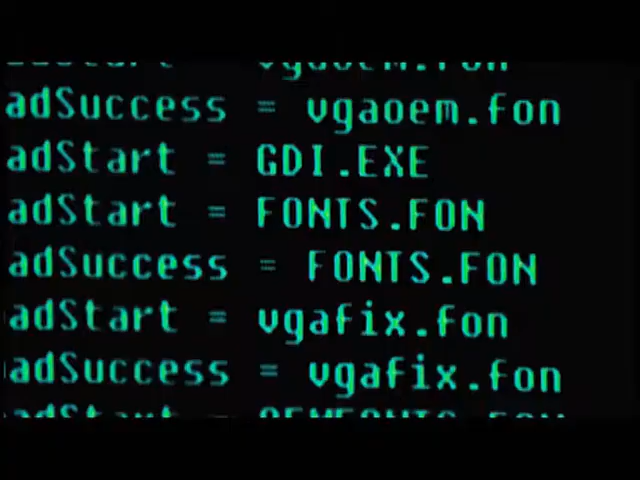 adSuccess = vgaoem.fon
adStart = GDI.EXE
adStart = FONTS.FON
adSuccess = FONTS.FON
adStart = vgafix.fon
adSuccess = vgafix.fon